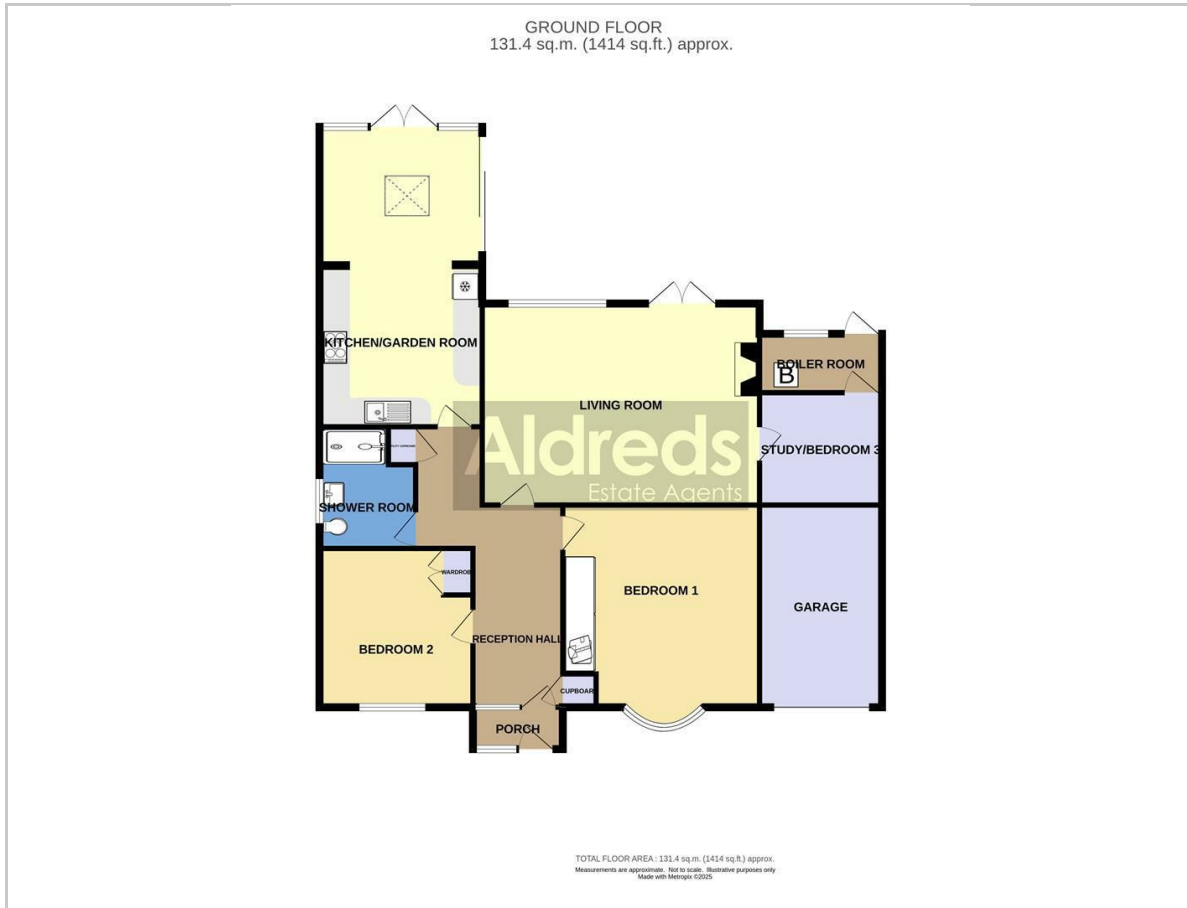 GROUND FLOOR
131.4 sq.m. (1414 sq.ft.) approx.
KITCHEN/GARDEN ROOM
BOILER ROOM
B
LIVING ROOM
Aldreds
Estate Agents
STUDY/BEDROOM 3
SHOWER ROOM
WARDROB
BEDROOM 1
GARAGE
RECEPTION HALL
BEDROOM 2
CUPBOAR
PORCH
TOTAL FLOOR AREA : 131.4 sq.m. (1414 sq.ft.) approx.
Measurements are approximate. Not to scale. Illustrative purposes only
Made with Metropix ©2025